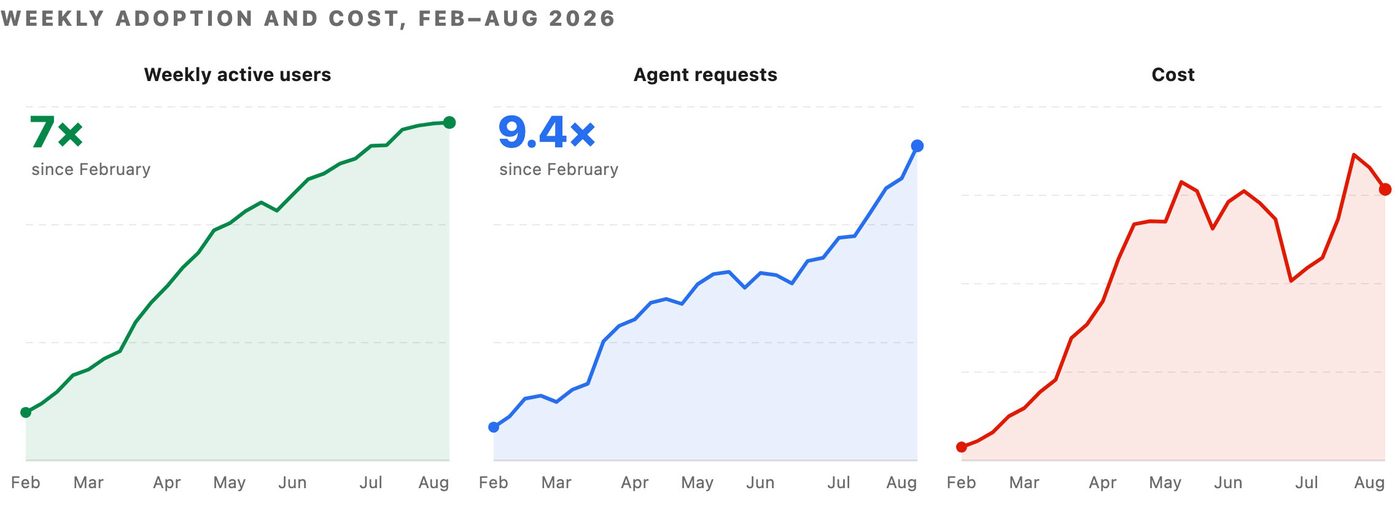 WEEKLY ADOPTION AND COST, FEB–AUG 2026
Weekly active users
7×
since February
Feb Mar Apr May Jun Jul Aug
Agent requests
9.4×
since February
Feb Mar Apr May Jun Jul Aug
Cost
Feb Mar Apr May Jun Jul Aug